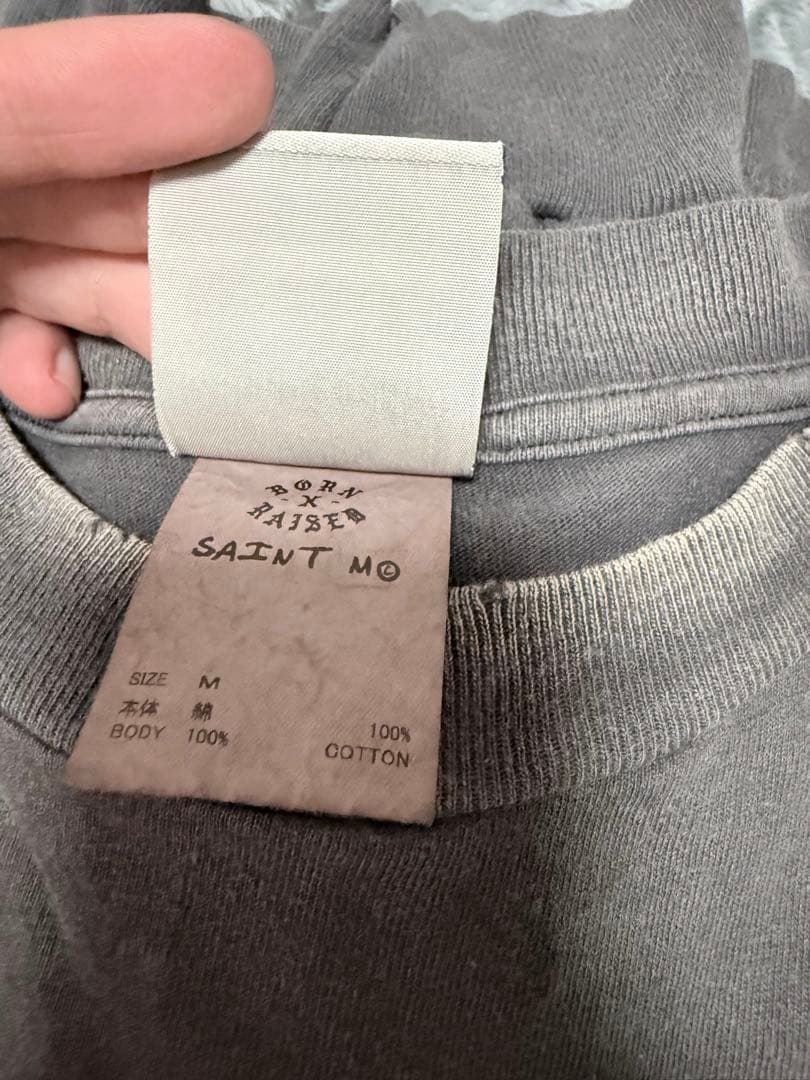 BORN
X
RAISED
SAINT M©
SIZE M
本体 綿
BODY 100%
100%
COTTON